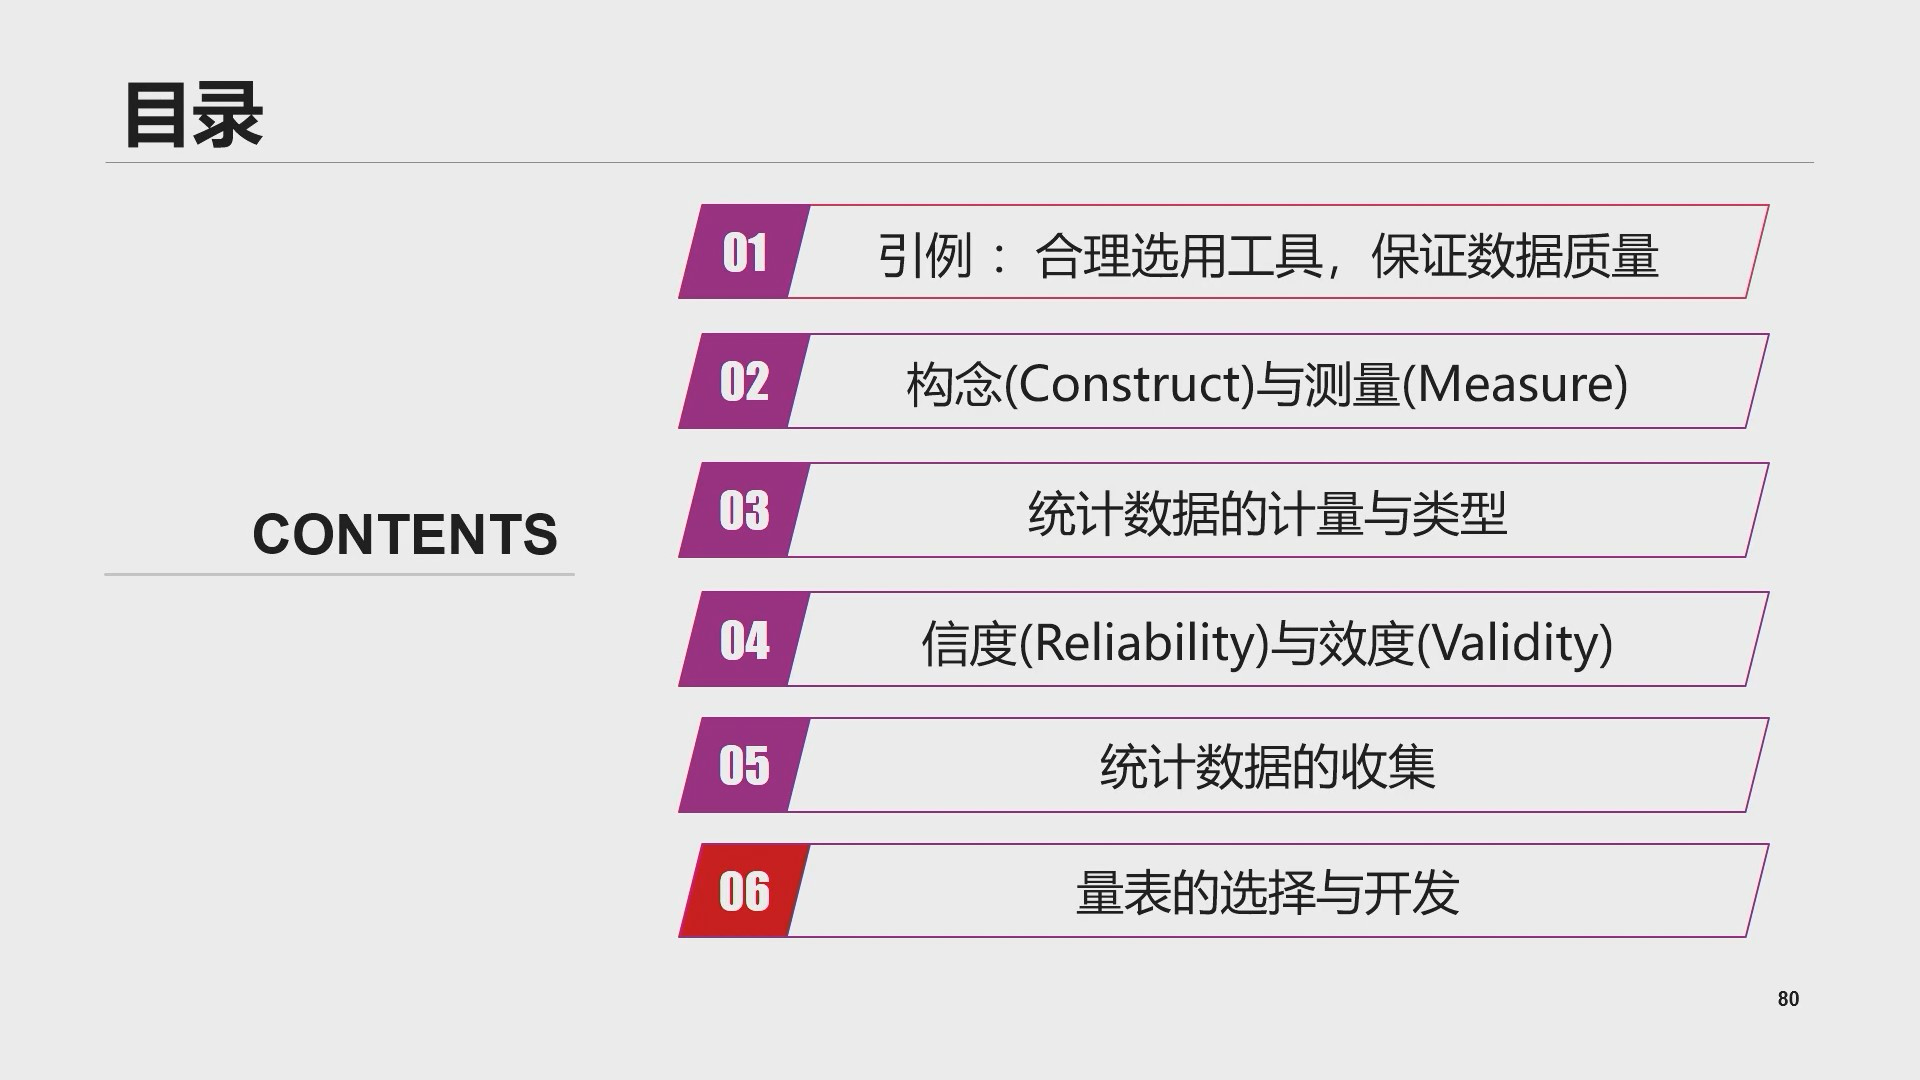 目录
CONTENTS
01 引例：合理选用工具，保证数据质量
02 构念(Construct)与测量(Measure)
03 统计数据的计量与类型
04 信度(Reliability)与效度(Validity)
05 统计数据的收集
06 量表的选择与开发
80